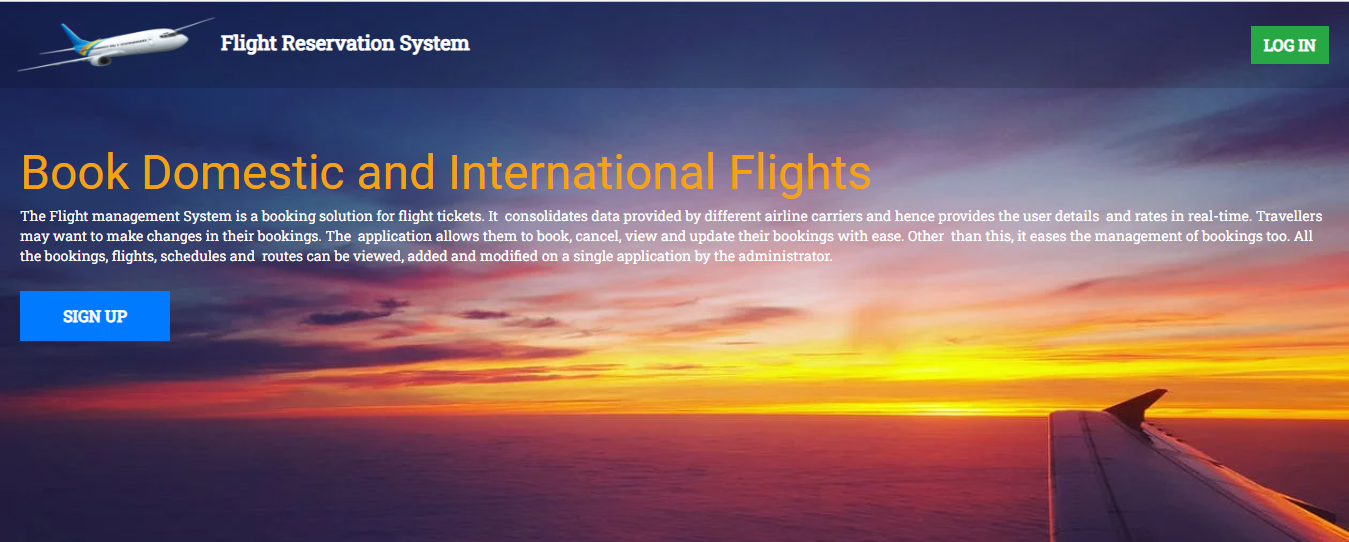 Flight Reservation System
LOG IN
Book Domestic and International Flights
The Flight management System is a booking solution for flight tickets. It  consolidates data provided by different airline carriers and hence provides the user details  and rates in real-time. Travellers
may want to make changes in their bookings. The  application allows them to book, cancel, view and update their bookings with ease. Other  than this, it eases the management of bookings too. All
the bookings, flights, schedules and  routes can be viewed, added and modified on a single application by the administrator.
SIGN UP